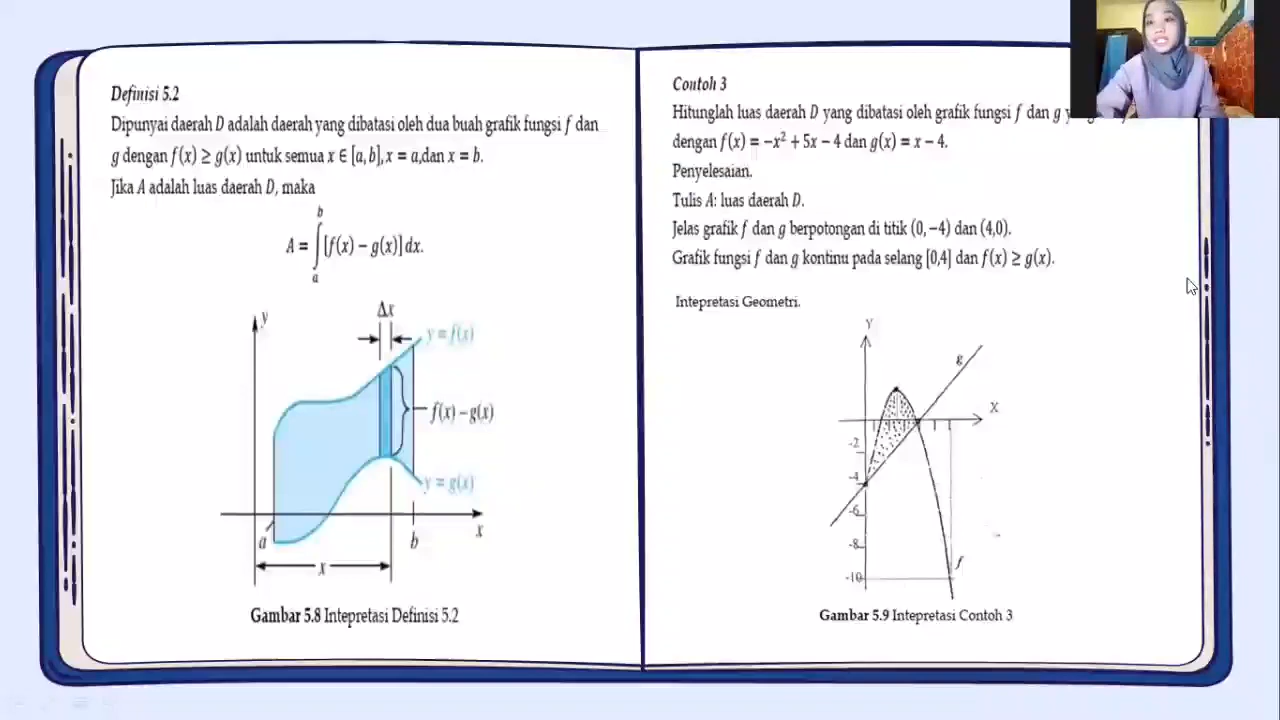 Definisi 5.2
Dipunyai daerah D adalah daerah yang dibatasi oleh dua buah grafik fungsi f dan
g dengan f(x) ≥ g(x) untuk semua x ∈ [a, b], x = a,dan x = b.
Jika A adalah luas daerah D, maka
b
A = ∫[f(x) − g(x)] dx.
a
Δx
y
y = f(x)
f(x) − g(x)
y = g(x)
a
b
x
x
Gambar 5.8 Intepretasi Definisi 5.2
Contoh 3
Hitunglah luas daerah D yang dibatasi oleh grafik fungsi f dan g
dengan f(x) = −x² + 5x − 4 dan g(x) = x − 4.
Penyelesaian.
Tulis A: luas daerah D.
Jelas grafik f dan g berpotongan di titik (0, −4) dan (4,0).
Grafik fungsi f dan g kontinu pada selang [0,4] dan f(x) ≥ g(x).
Intepretasi Geometri.
Y
g
X
-2
-4
-6
-8
-10
f
Gambar 5.9 Intepretasi Contoh 3